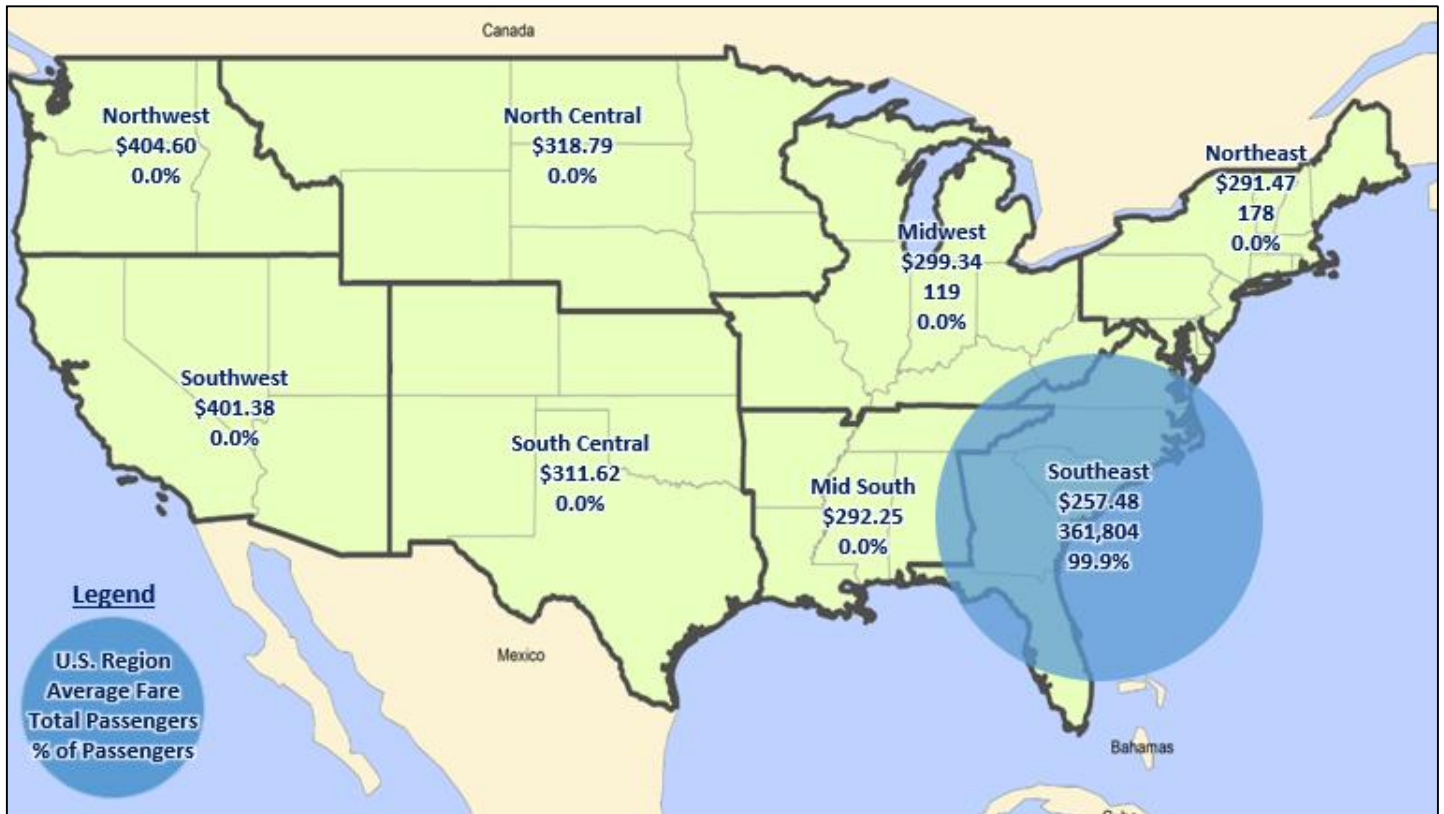 Canada
Northwest
$404.60
0.0%
North Central
$318.79
0.0%
Northeast
$291.47
178
0.0%
Midwest
$299.34
119
0.0%
Southwest
$401.38
0.0%
South Central
$311.62
0.0%
Mid South
$292.25
0.0%
Southeast
$257.48
361,804
99.9%
Legend
U.S. Region
Average Fare
Total Passengers
% of Passengers
Mexico
Bahamas